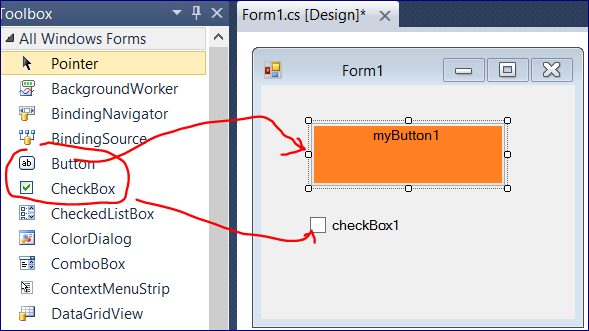 Toolbox
Form1.cs [Design]*
All Windows Forms
Pointer
BackgroundWorker
BindingNavigator
BindingSource
Button
CheckBox
CheckedListBox
ColorDialog
ComboBox
ContextMenuStrip
DataGridView
ab
Form1
myButton1
checkBox1